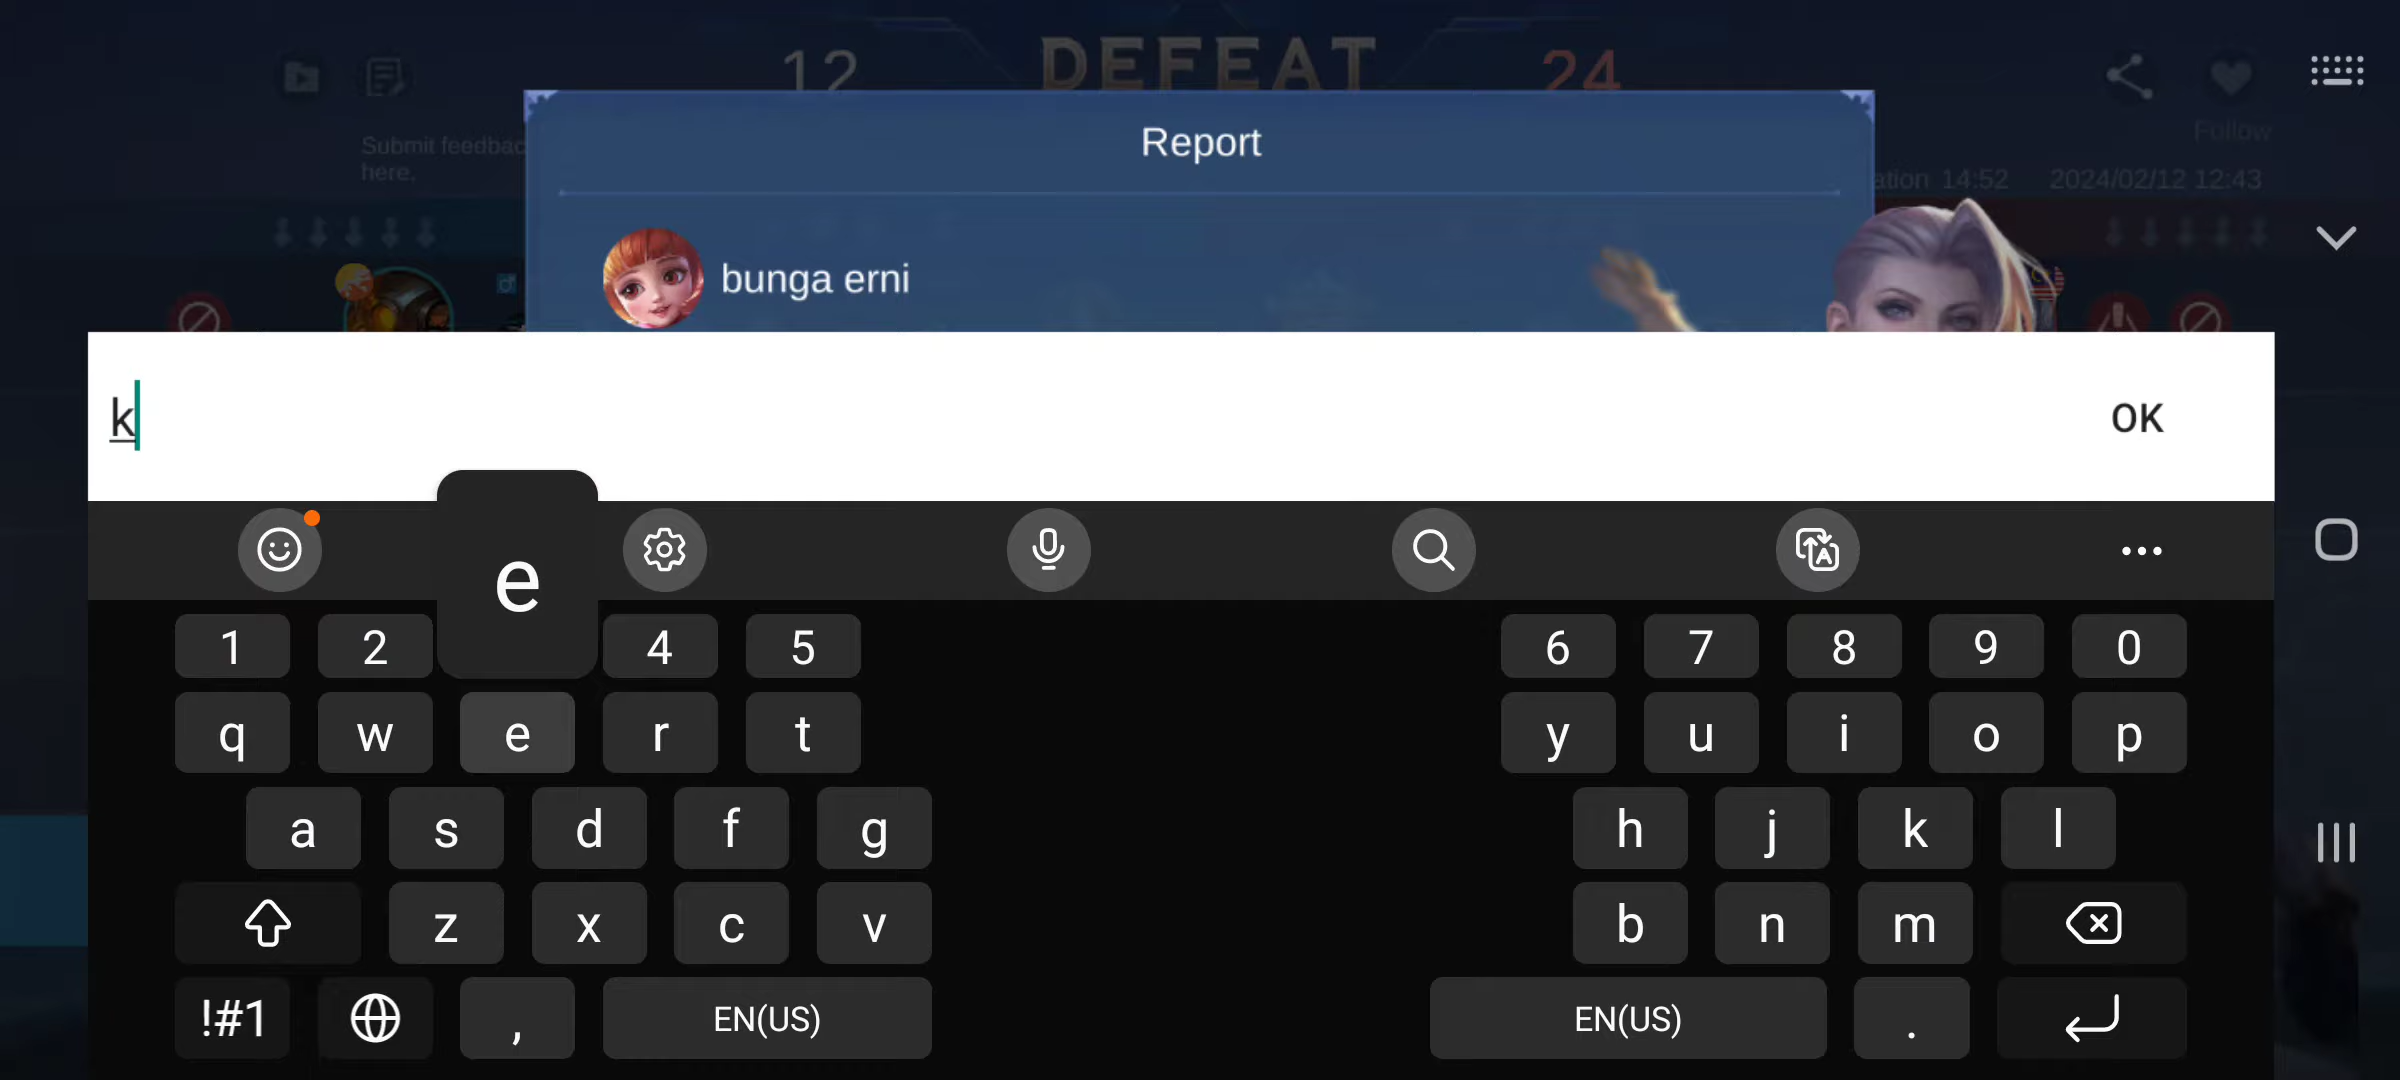 12 DEFEAT 24
Follow
Submit feedbac
here.
Report
ation 14:52 2024/02/12 12:43
bunga erni
k
OK
e
1 2 4 5 6 7 8 9 0
q w e r t y u i o p
a s d f g h j k l
z x c v b n m
!#1 , EN(US) EN(US) .